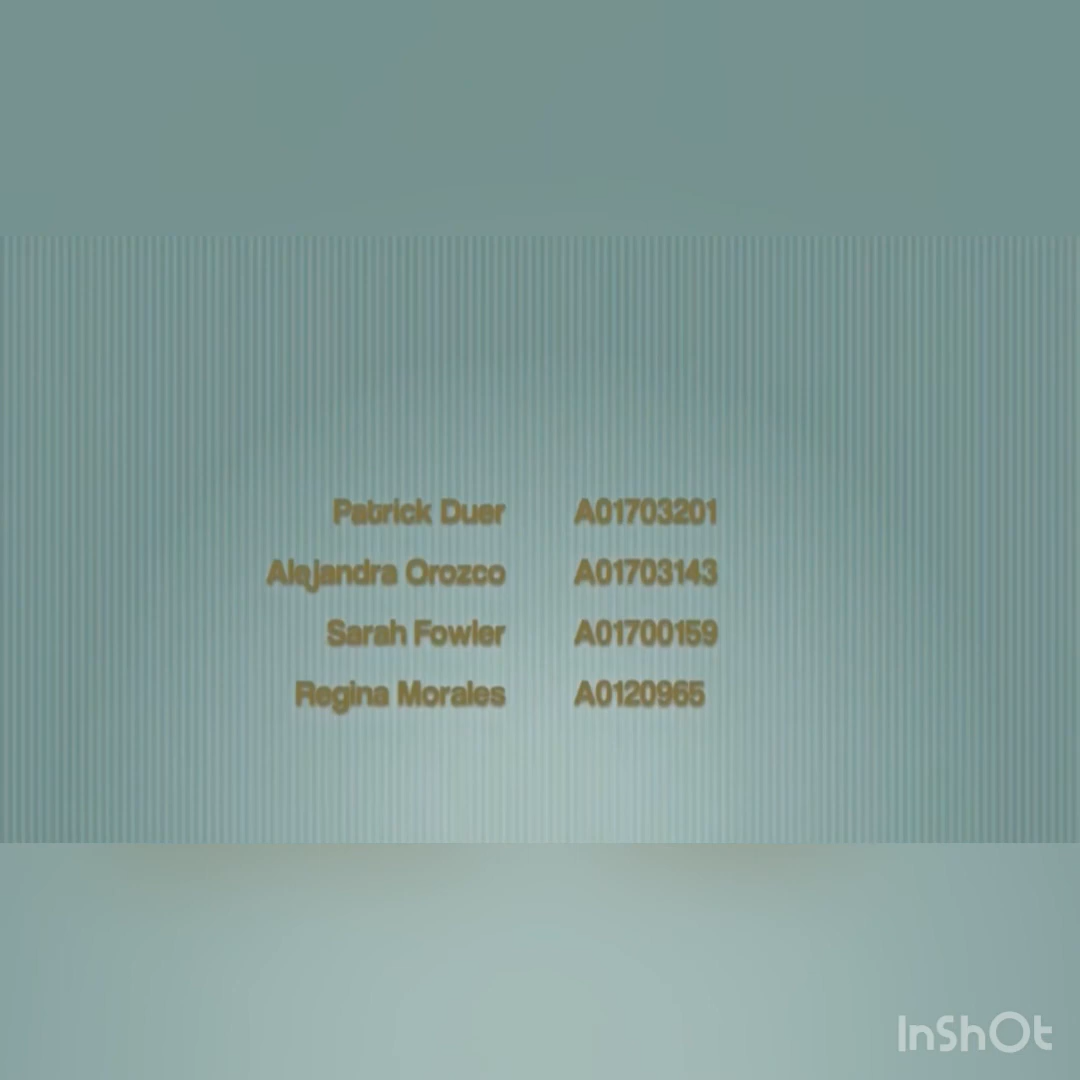 Patrick Duer A01703201
Alejandra Orozco A01703143
Sarah Fowler A01700159
Regina Morales A0120965
InShOt